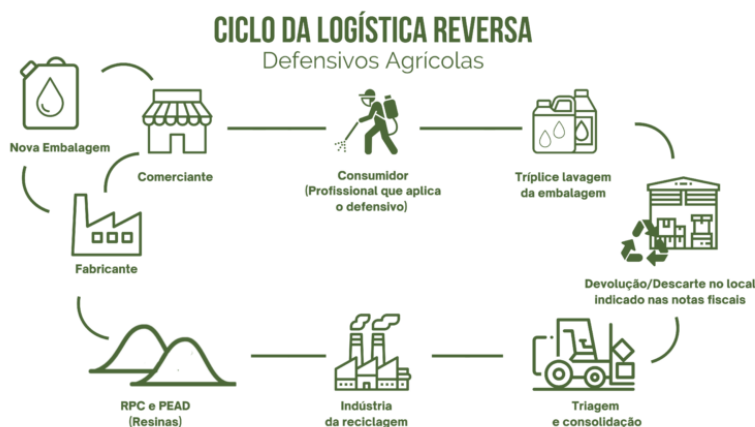 CICLO DA LOGÍSTICA REVERSA
Defensivos Agrícolas
Nova Embalagem
Comerciante
Consumidor
(Profissional que aplica
o defensivo)
Tríplice lavagem
da embalagem
Fabricante
Devolução/Descarte no local
indicado nas notas fiscais
RPC e PEAD
(Resinas)
Indústria
da reciclagem
Triagem
e consolidação